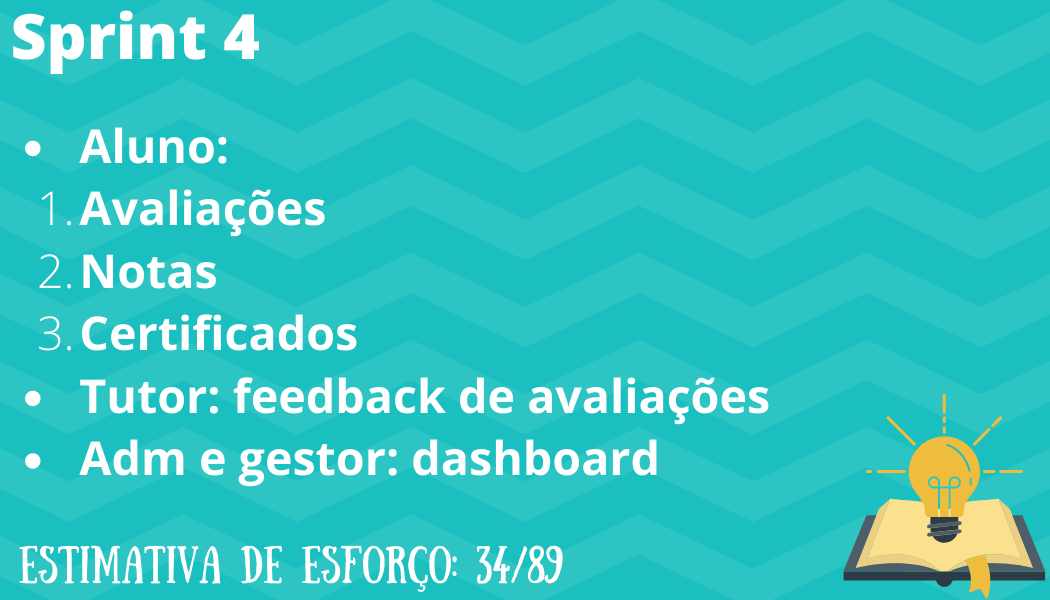 Sprint 4
• Aluno:
1. Avaliações
2. Notas
3. Certificados
• Tutor: feedback de avaliações
• Adm e gestor: dashboard
ESTIMATIVA DE ESFORÇO: 34/89